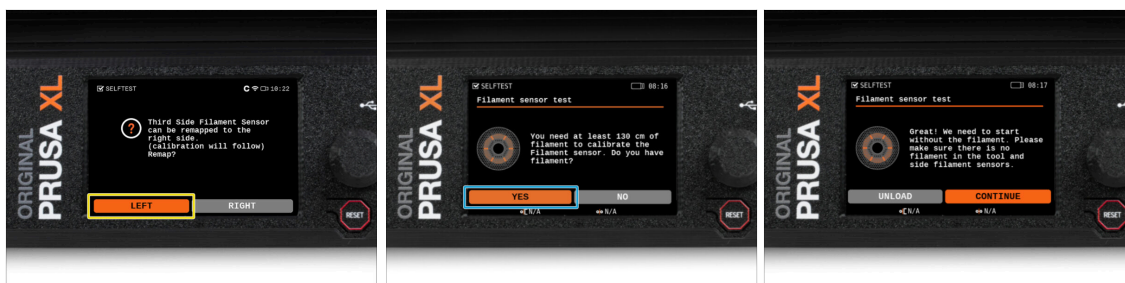 ORIGINAL
PRUSA XL
SELFTEST
C 10:22
Third Side Filament Sensor
can be remapped to the
right side.
(calibration will follow)
Remap?
LEFT
RIGHT
RESET
ORIGINAL
PRUSA XL
SELFTEST
08:16
Filament sensor test
You need at least 130 cm of
filament to calibrate the
Filament sensor. Do you have
filament?
YES
NO
N/A
N/A
RESET
ORIGINAL
PRUSA XL
SELFTEST
08:17
Filament sensor test
Great! We need to start
without the filament. Please
make sure there is no
filament in the tool and
side filament sensors.
UNLOAD
CONTINUE
N/A
N/A
RESET